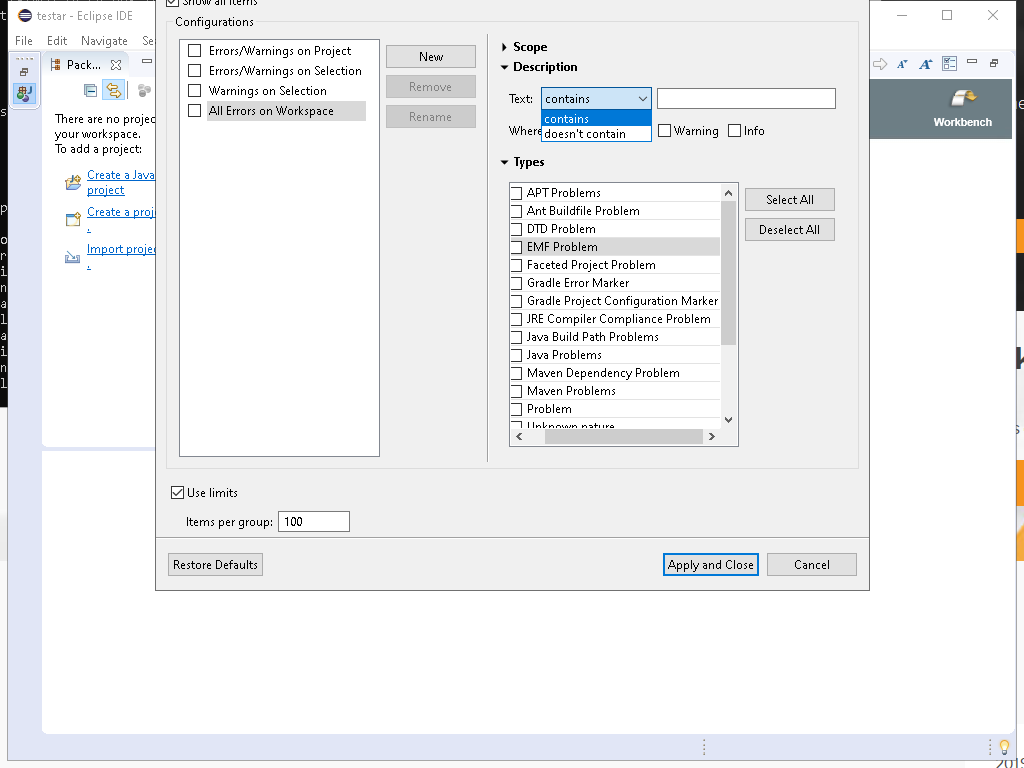 testar - Eclipse IDE
Show all items
File Edit Navigate Se
Configurations
Pack...
There are no projec
your workspace.
To add a project:
Create a Java
project
Create a proj
.
Import projec
.
Errors/Warnings on Project
Errors/Warnings on Selection
Warnings on Selection
All Errors on Workspace
New
Remove
Rename
Scope
Description
Text: contains
contains
doesn't contain
Where
Warning Info
Types
APT Problems
Ant Buildfile Problem
DTD Problem
EMF Problem
Faceted Project Problem
Gradle Error Marker
Gradle Project Configuration Marker
JRE Compiler Compliance Problem
Java Build Path Problems
Java Problems
Maven Dependency Problem
Maven Problems
Problem
Unknown nature
Select All
Deselect All
Workbench
Use limits
Items per group: 100
Restore Defaults
Apply and Close
Cancel
2019